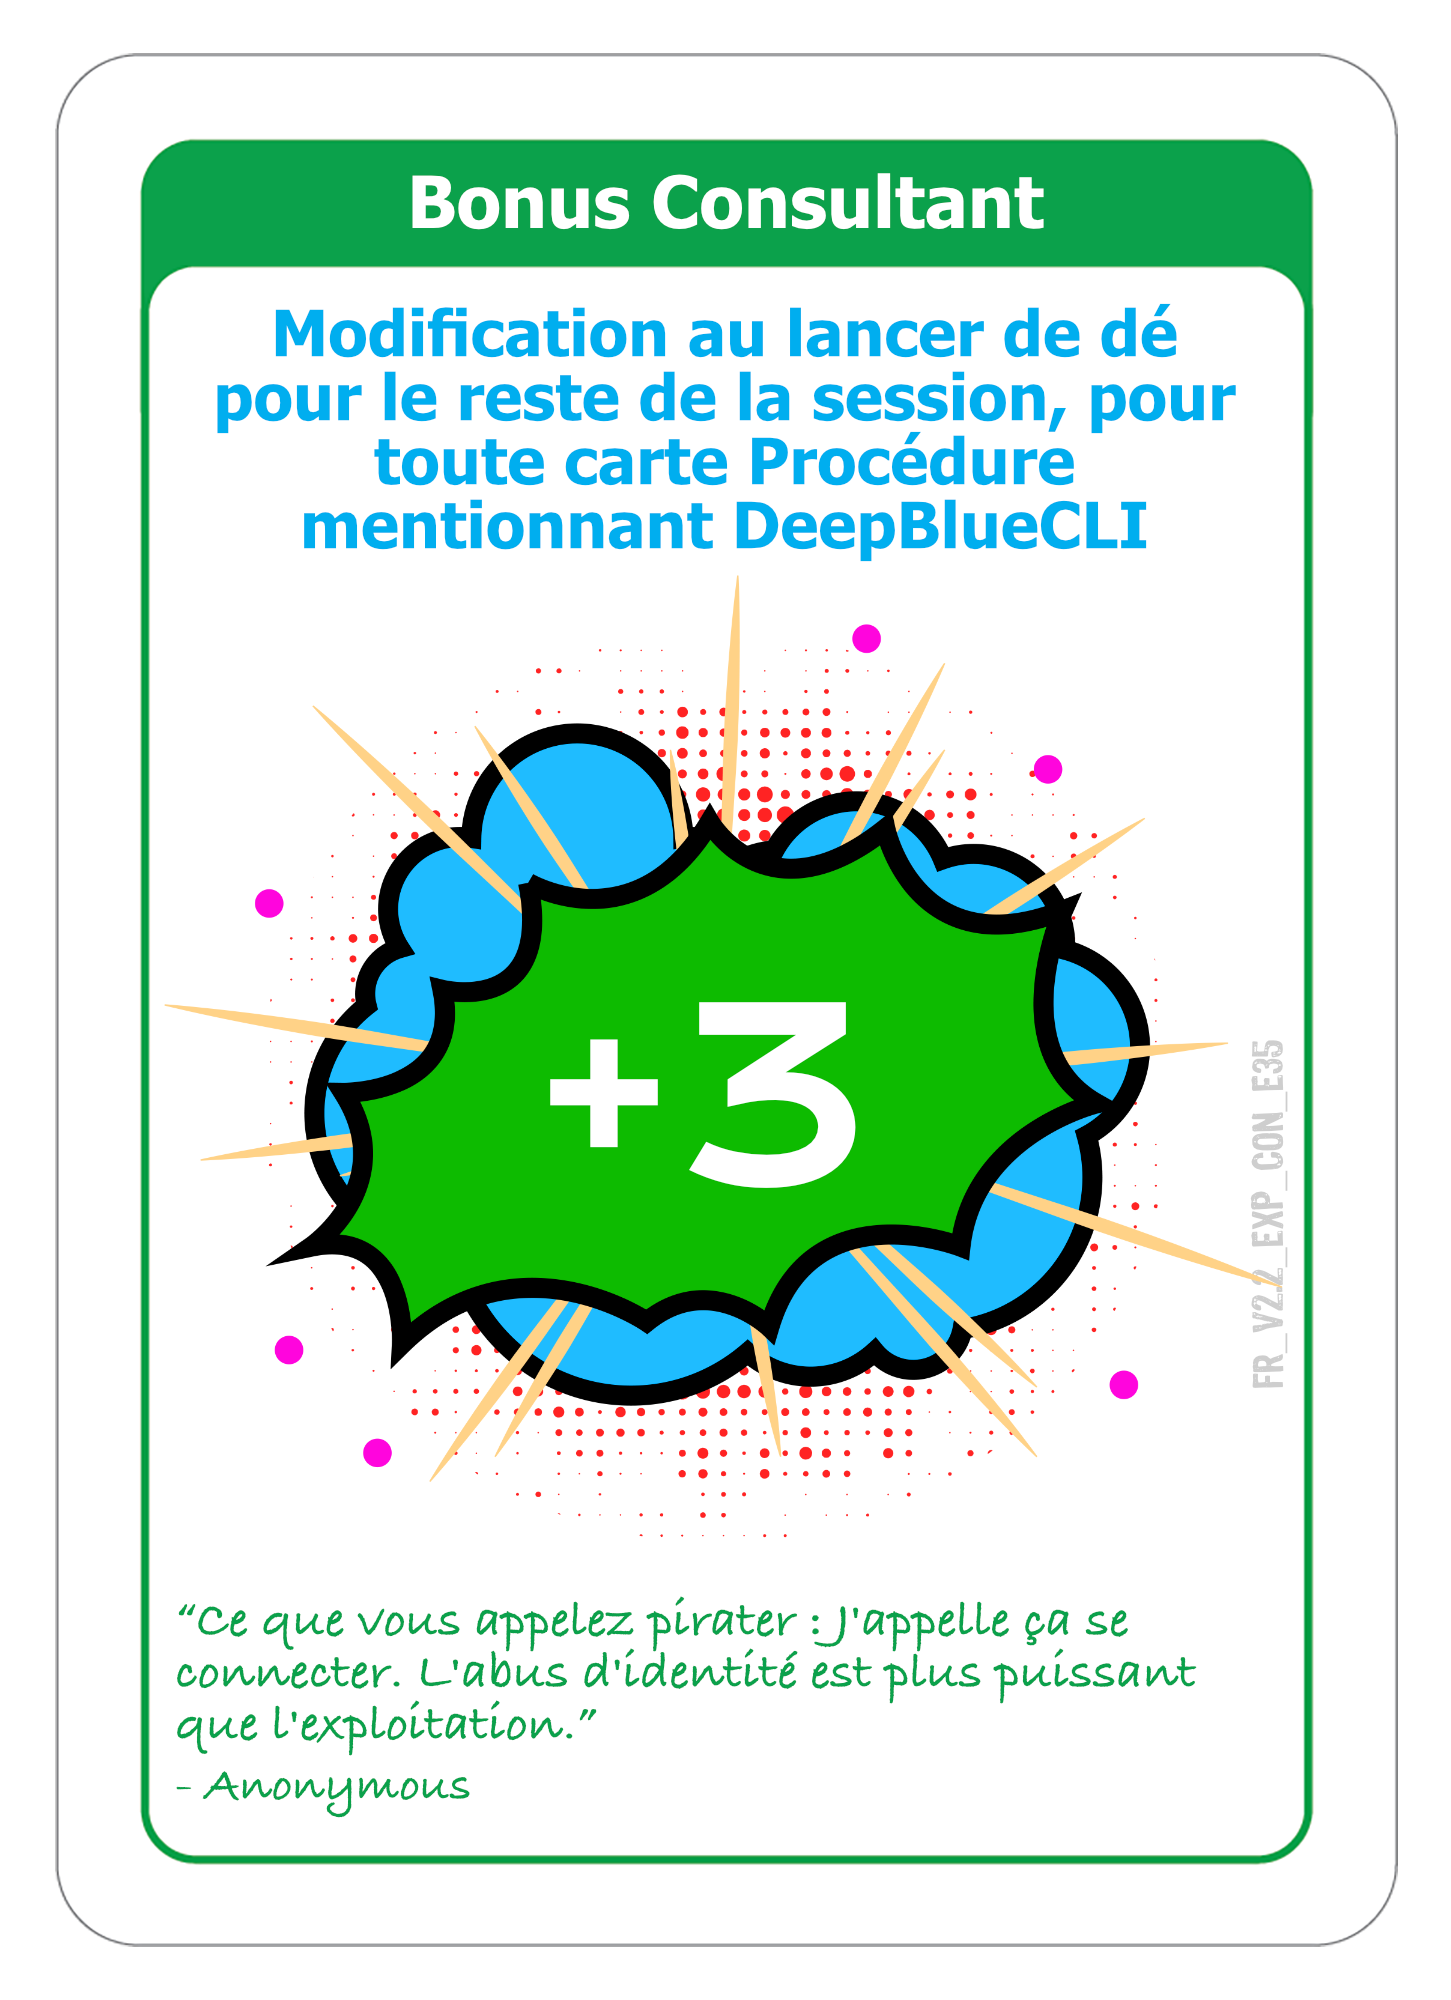 Bonus Consultant
Modification au lancer de dé
pour le reste de la session, pour
toute carte Procédure
mentionnant DeepBlueCLI
+3
FR_V2.2_EXP_CON_E35
“Ce que vous appelez pirater : J'appelle ça se
connecter. L'abus d'identité est plus puissant
que l'exploitation.”
- Anonymous